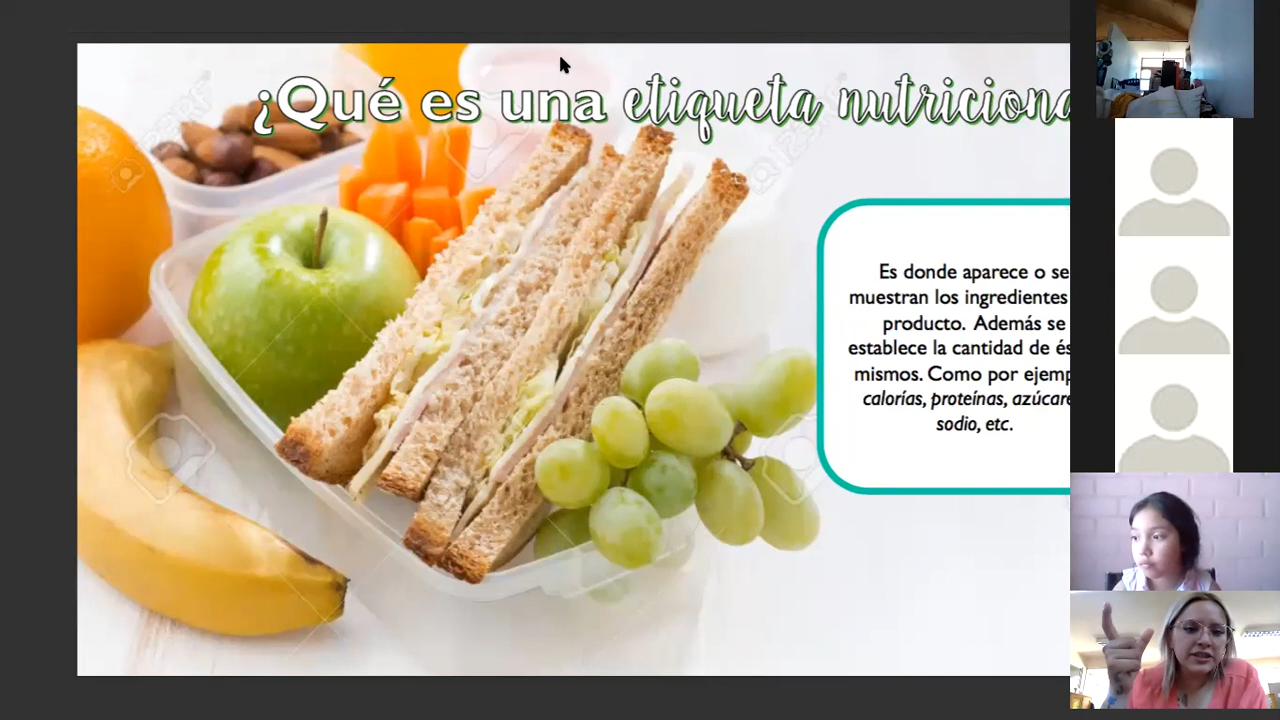 ¿Qué es una etiqueta nutriciona
Es donde aparece o se
muestran los ingredientes
producto. Además se
establece la cantidad de és
mismos. Como por ejemp
calorías, proteínas, azúcare
sodio, etc.